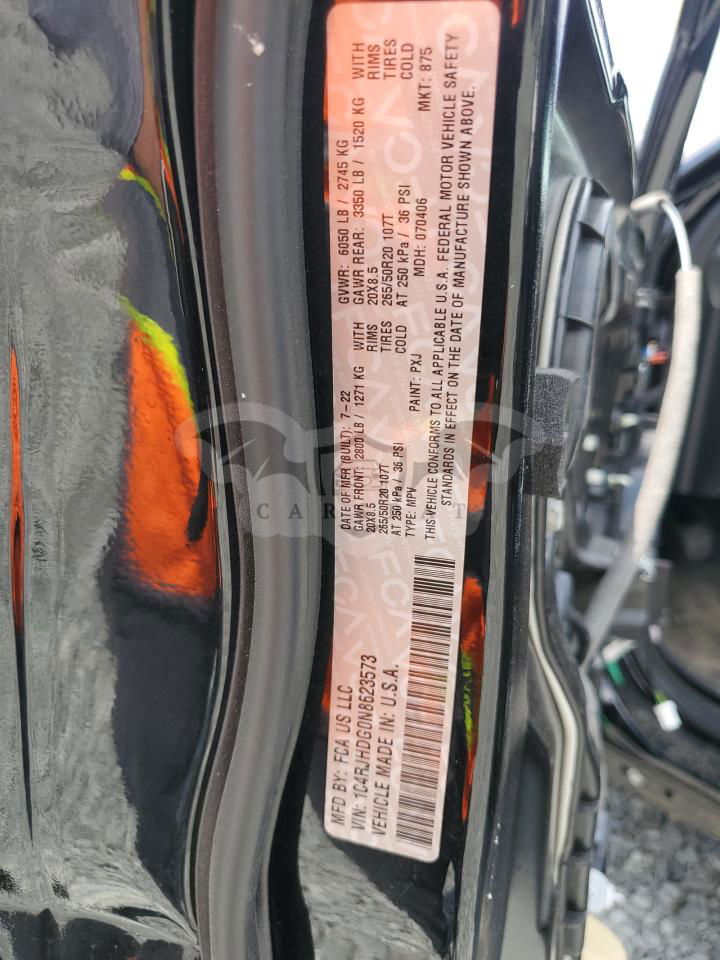 MFD BY: FCA US LLC
VIN: 1C4RJHDG0N8623573
VEHICLE MADE IN: U.S.A.
DATE OF MFR (BUILT): 7-22
GVWR: 6050 LB / 2745 KG
GAWR FRONT: 2800 LB / 1271 KG WITH
GAWR REAR: 3350 LB / 1520 KG WITH
20X8.5 RIMS
20X8.5 RIMS
265/50R20 107T TIRES
265/50R20 107T TIRES
AT 250 kPa / 36 PSI COLD
AT 250 kPa / 36 PSI COLD
TYPE: MPV PAINT: PXJ MDH: 070406 MKT: 875
THIS VEHICLE CONFORMS TO ALL APPLICABLE U.S.A. FEDERAL MOTOR VEHICLE SAFETY
STANDARDS IN EFFECT ON THE DATE OF MANUFACTURE SHOWN ABOVE.